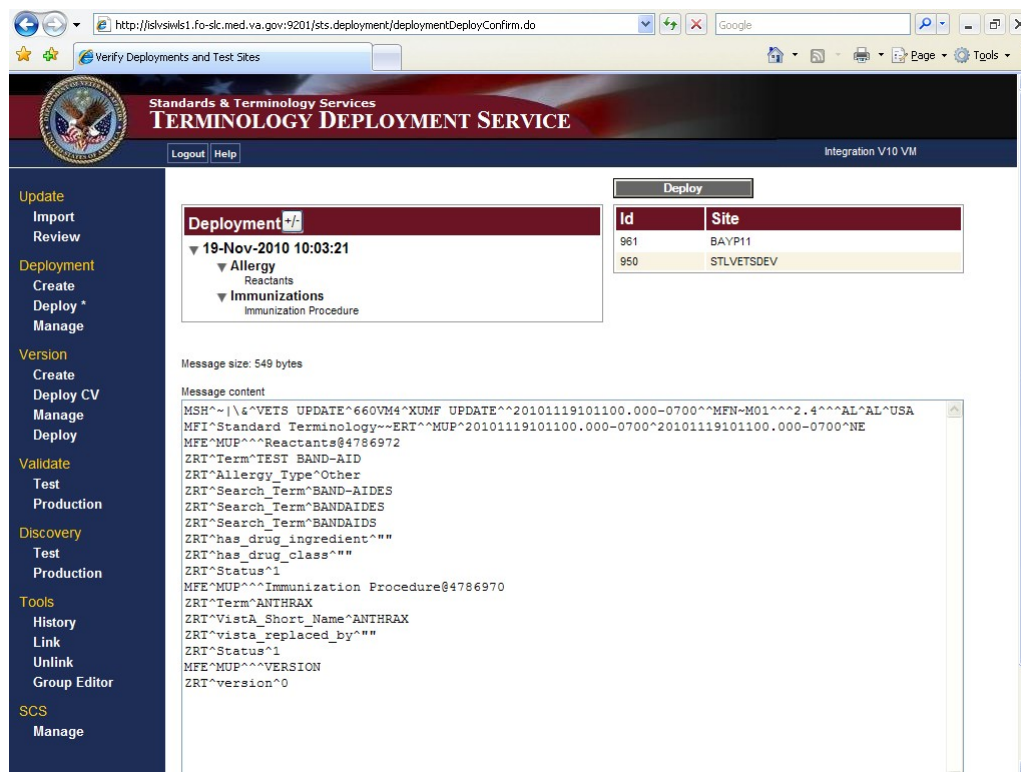 http://islvsiwls1.fo-slc.med.va.gov:9201/sts.deployment/deploymentDeployConfirm.do
Google
Verify Deployments and Test Sites
Page
Tools
Standards & Terminology Services
TERMINOLOGY DEPLOYMENT SERVICE
Logout Help
Integration V10 VM
Update
Import
Review
Deployment
Create
Deploy *
Manage
Version
Create
Deploy CV
Manage
Deploy
Validate
Test
Production
Discovery
Test
Production
Tools
History
Link
Unlink
Group Editor
SCS
Manage
Deployment +/-
19-Nov-2010 10:03:21
Allergy
Reactants
Immunizations
Immunization Procedure
Deploy
Id Site
961 BAYP11
950 STLVETSDEV
Message size: 549 bytes
Message content
MSH^~|\&^VETS UPDATE^660VM4^XUMF UPDATE^^20101119101100.000-0700^^MFN~M01^^^2.4^^^AL^AL^USA
MFI^Standard Terminology~~ERT^^MUP^20101119101100.000-0700^20101119101100.000-0700^NE
MFE^MUP^^^Reactants@4786972
ZRT^Term^TEST BAND-AID
ZRT^Allergy_Type^Other
ZRT^Search_Term^BAND-AIDES
ZRT^Search_Term^BANDAIDES
ZRT^Search_Term^BANDAIDS
ZRT^has_drug_ingredient^""
ZRT^has_drug_class^""
ZRT^Status^1
MFE^MUP^^^Immunization Procedure@4786970
ZRT^Term^ANTHRAX
ZRT^VistA_Short_Name^ANTHRAX
ZRT^vista_replaced_by^""
ZRT^Status^1
MFE^MUP^^^VERSION
ZRT^version^0